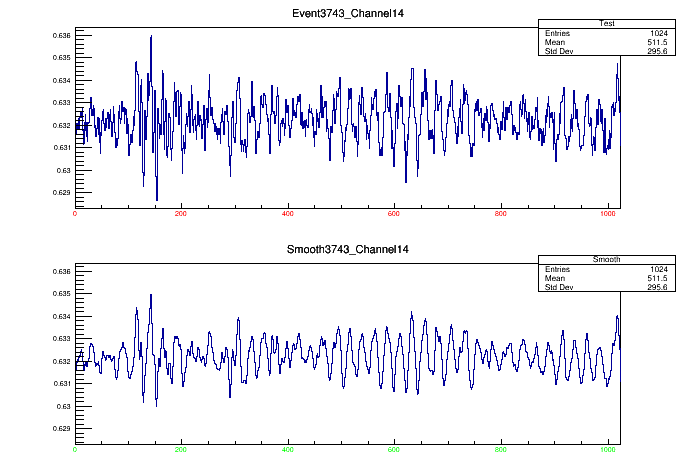 Event3743_Channel14
Test
Entries 1024
Mean 511.5
Std Dev 295.6
0.636
0.635
0.634
0.633
0.632
0.631
0.63
0.629
0 200 400 600 800 1000
Smooth3743_Channel14
Smooth
Entries 1024
Mean 511.5
Std Dev 295.6
0.636
0.635
0.634
0.633
0.632
0.631
0.63
0.629
0 200 400 600 800 1000